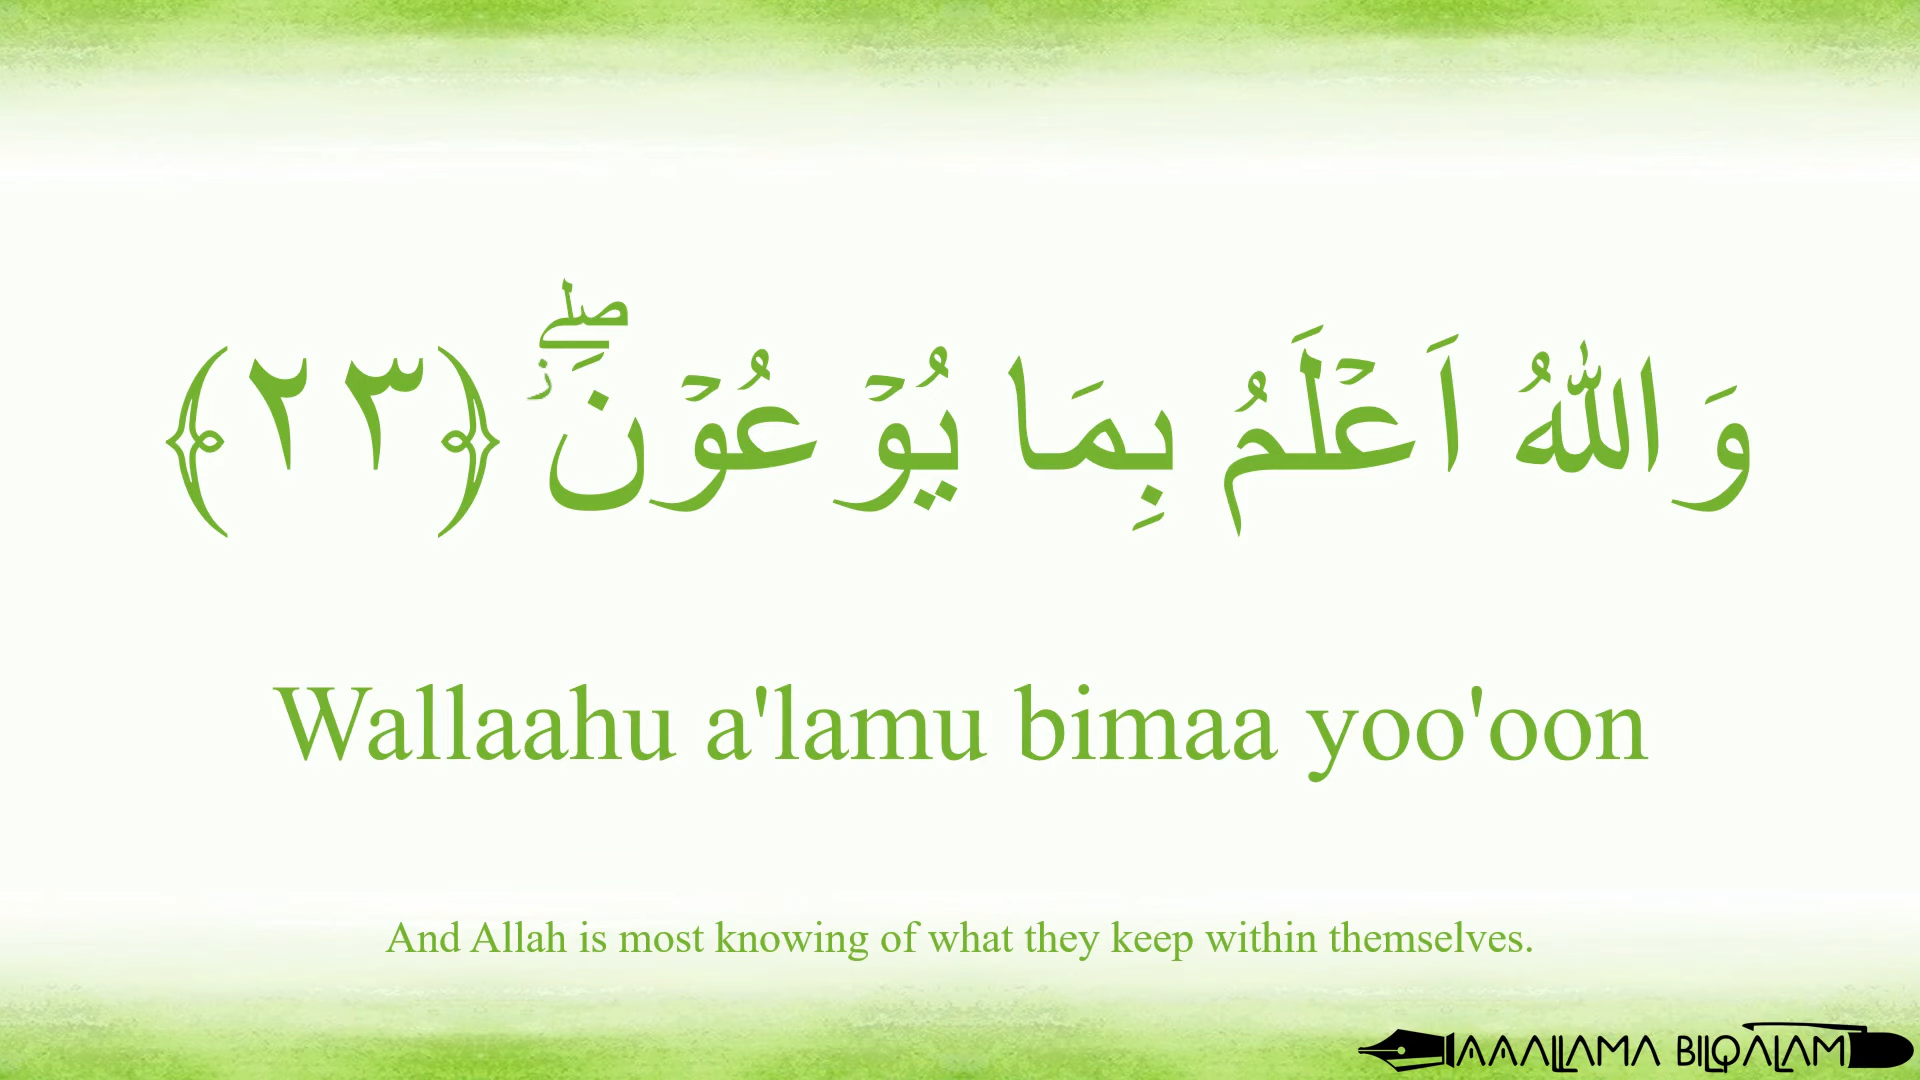 وَاللّٰهُ اَعْلَمُ بِمَا يُوْعُوْنَ ۖ ز ﴿٢٣﴾
Wallaahu a'lamu bimaa yoo'oon
And Allah is most knowing of what they keep within themselves.
AAALLAMA BILQALAM